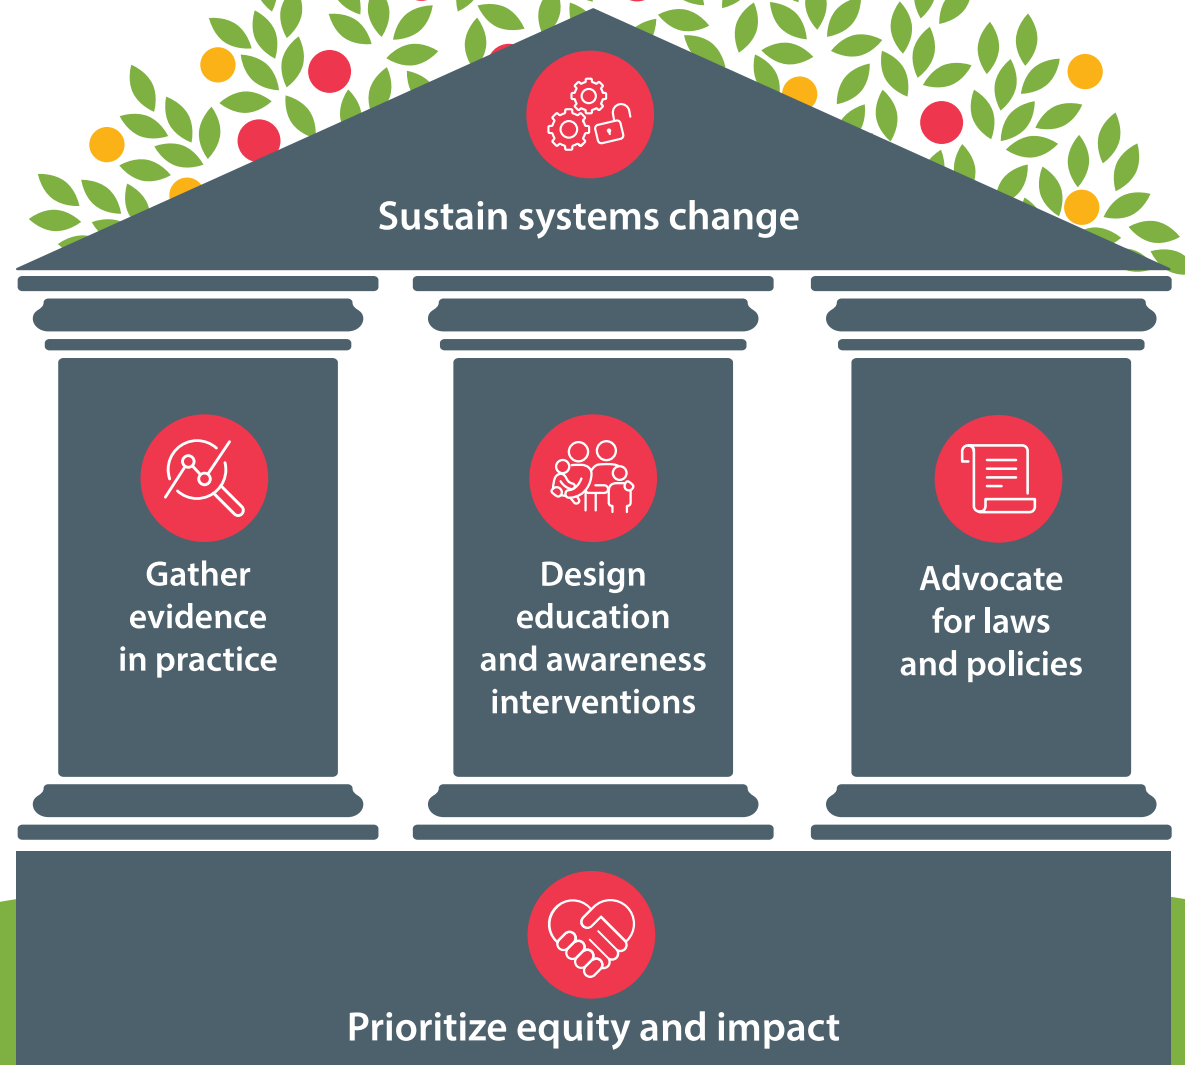 Sustain systems change
Gather
evidence
in practice
Design
education
and awareness
interventions
Advocate
for laws
and policies
Prioritize equity and impact